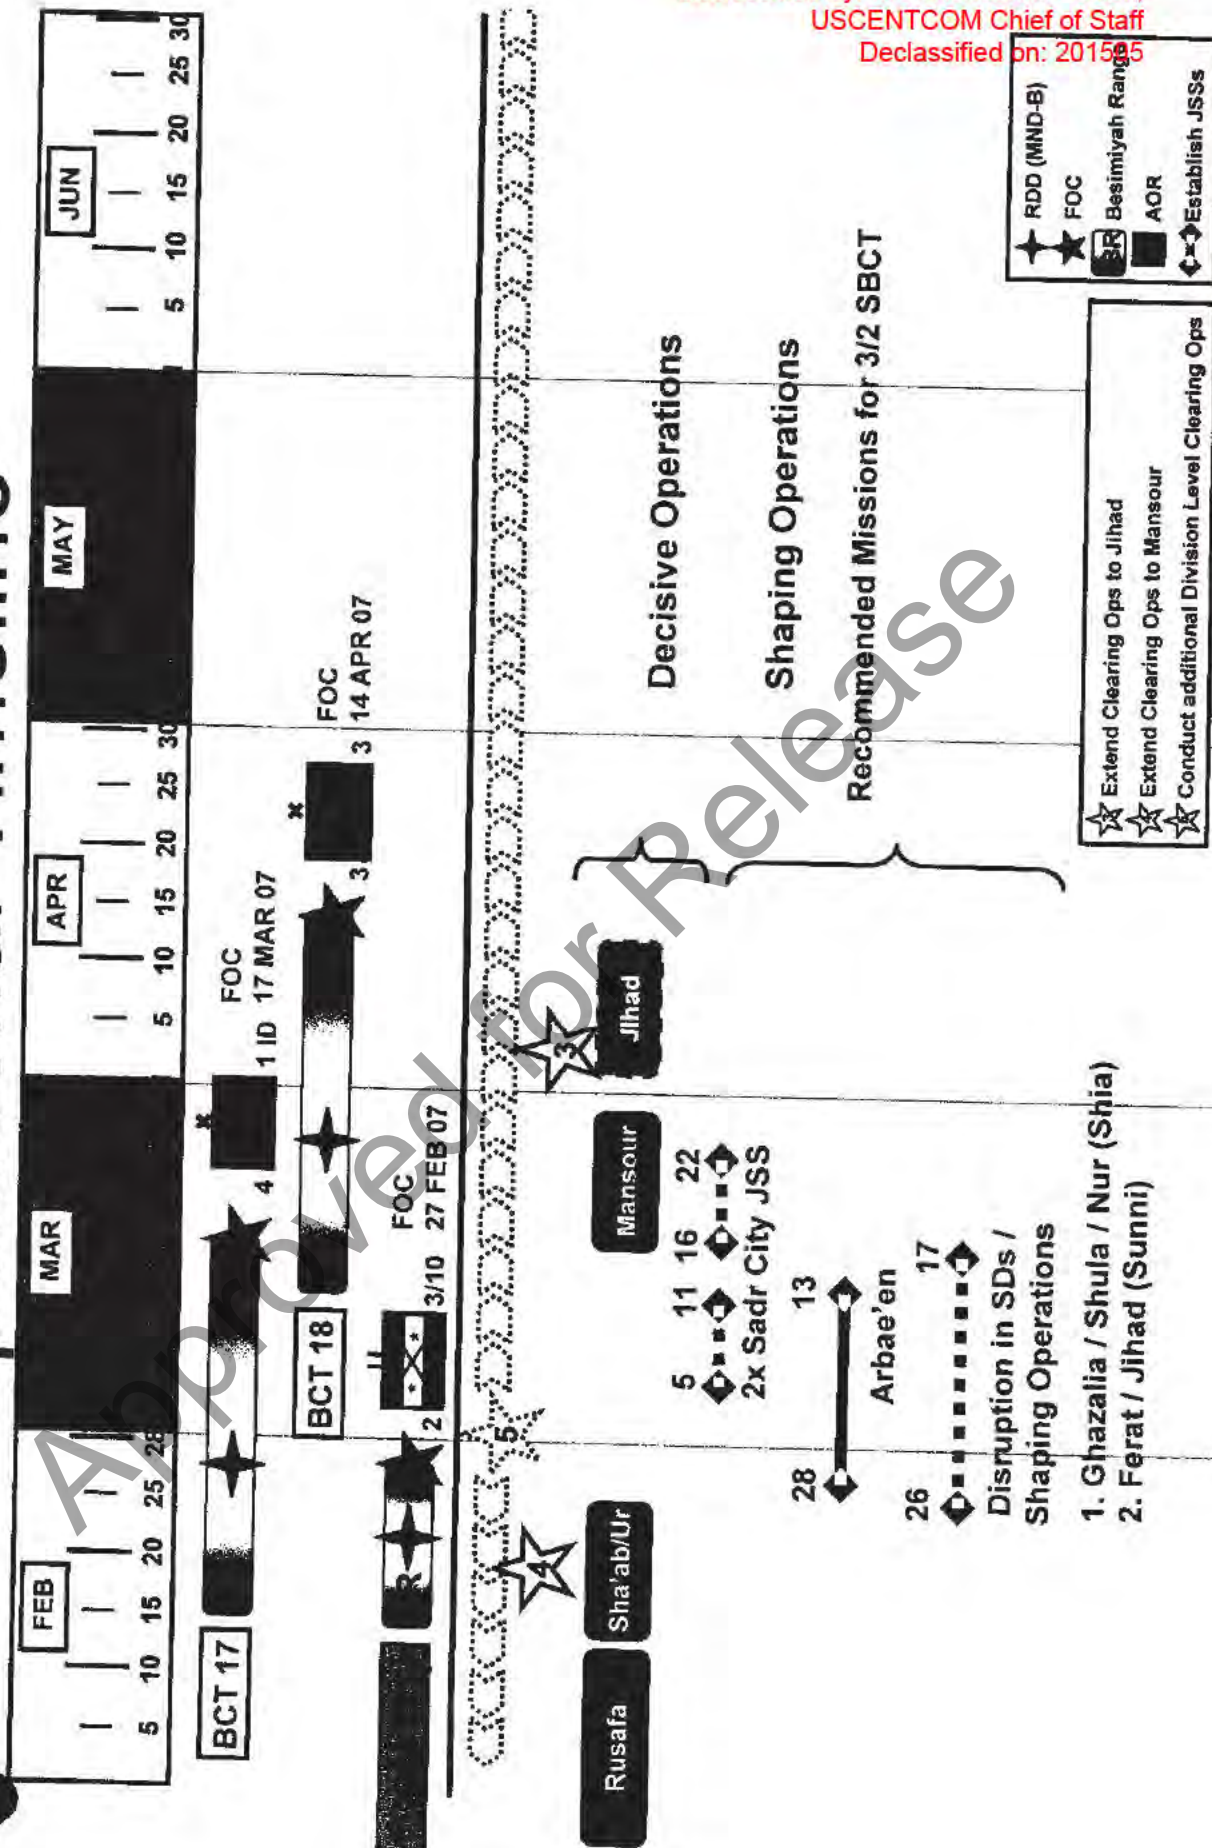 USCENTCOM Chief of Staff
Declassified on: 201505
FEB
MAR
APR
MAY
JUN
5 10 15 20 25 28
5 10 15 20 25 30
5 10 15 20 25 30
BCT 17
4
1 ID
FOC
17 MAR 07
BCT 18
3
3
FOC
14 APR 07
R
2
3/10
FOC
27 FEB 07
4
5
3
Rusafa
Sha'ab/Ur
Mansour
Jihad
Decisive Operations
5 11 16 22
2x Sadr City JSS
Shaping Operations
28 13
Arbae'en
Recommended Missions for 3/2 SBCT
26 17
Disruption in SDs /
Shaping Operations
1. Ghazalia / Shula / Nur (Shia)
2. Ferat / Jihad (Sunni)
RDD (MND-B)
FOC
BR Besimiyah Range
AOR
Establish JSSs
Extend Clearing Ops to Jihad
Extend Clearing Ops to Mansour
Conduct additional Division Level Clearing Ops
Approved for Release